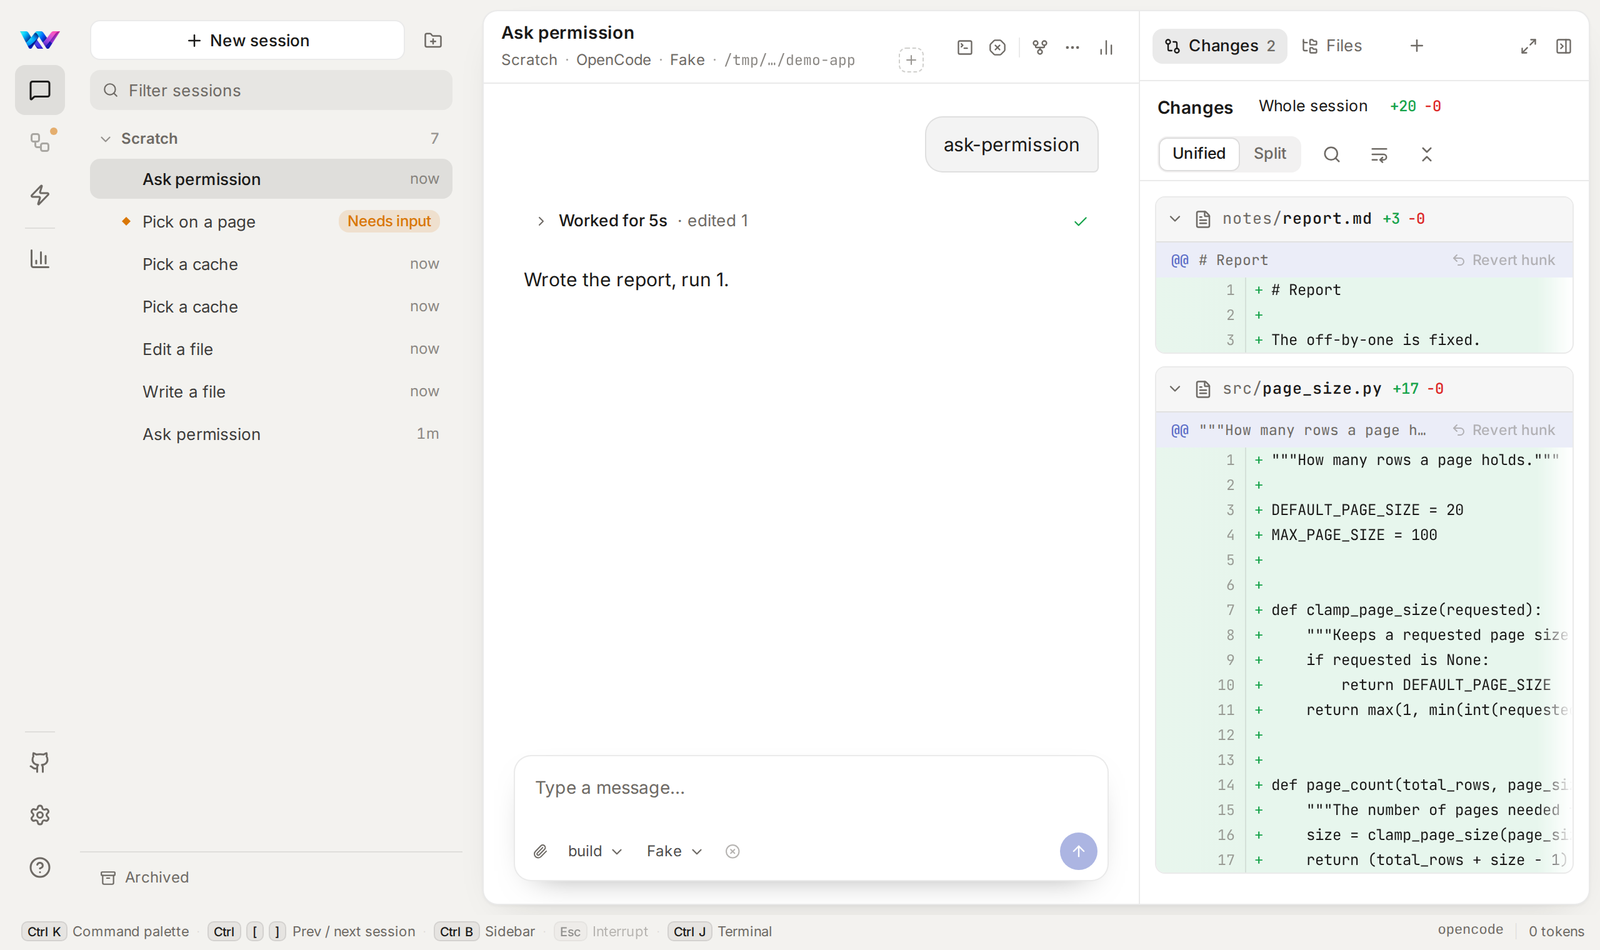 New session
Filter sessions
Scratch 7
Ask permission now
Pick on a page Needs input
Pick a cache now
Pick a cache now
Edit a file now
Write a file now
Ask permission 1m
Archived
Ask permission
Scratch · OpenCode · Fake · /tmp/…/demo-app
ask-permission
Worked for 5s · edited 1
Wrote the report, run 1.
Type a message...
build Fake
Changes 2 Files
Changes Whole session +20 -0
Unified Split
notes/report.md +3 -0
@@ # Report Revert hunk
1 + # Report
2 +
3 + The off-by-one is fixed.
src/page_size.py +17 -0
@@ """How many rows a page h… Revert hunk
1 + """How many rows a page holds."""
2 +
3 + DEFAULT_PAGE_SIZE = 20
4 + MAX_PAGE_SIZE = 100
5 +
6 +
7 + def clamp_page_size(requested):
8 + """Keeps a requested page size
9 + if requested is None:
10 + return DEFAULT_PAGE_SIZE
11 + return max(1, min(int(requeste
12 +
13 +
14 + def page_count(total_rows, page_si
15 + """The number of pages needed
16 + size = clamp_page_size(page_si
17 + return (total_rows + size - 1)
Ctrl K Command palette Ctrl [ ] Prev / next session Ctrl B Sidebar Esc Interrupt Ctrl J Terminal opencode 0 tokens